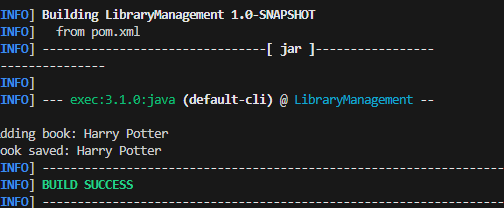 INFO] Building LibraryManagement 1.0-SNAPSHOT
INFO]   from pom.xml
INFO] --------------------------------[ jar ]-----------------
---------------
INFO]
INFO] --- exec:3.1.0:java (default-cli) @ LibraryManagement --
dding book: Harry Potter
ook saved: Harry Potter
INFO] ------------------------------------------------------------------------
INFO] BUILD SUCCESS
INFO] ------------------------------------------------------------------------